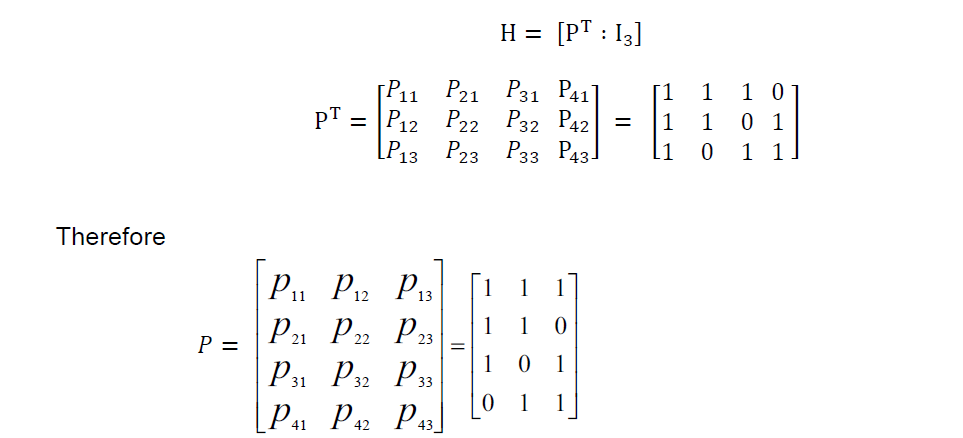 H = [Pᵀ : I₃]
Pᵀ = [P₁₁ P₂₁ P₃₁ P₄₁; P₁₂ P₂₂ P₃₂ P₄₂; P₁₃ P₂₃ P₃₃ P₄₃] = [1 1 1 0; 1 1 0 1; 1 0 1 1]
Therefore
P = [p₁₁ p₁₂ p₁₃; p₂₁ p₂₂ p₂₃; p₃₁ p₃₂ p₃₃; p₄₁ p₄₂ p₄₃] = [1 1 1; 1 1 0; 1 0 1; 0 1 1]